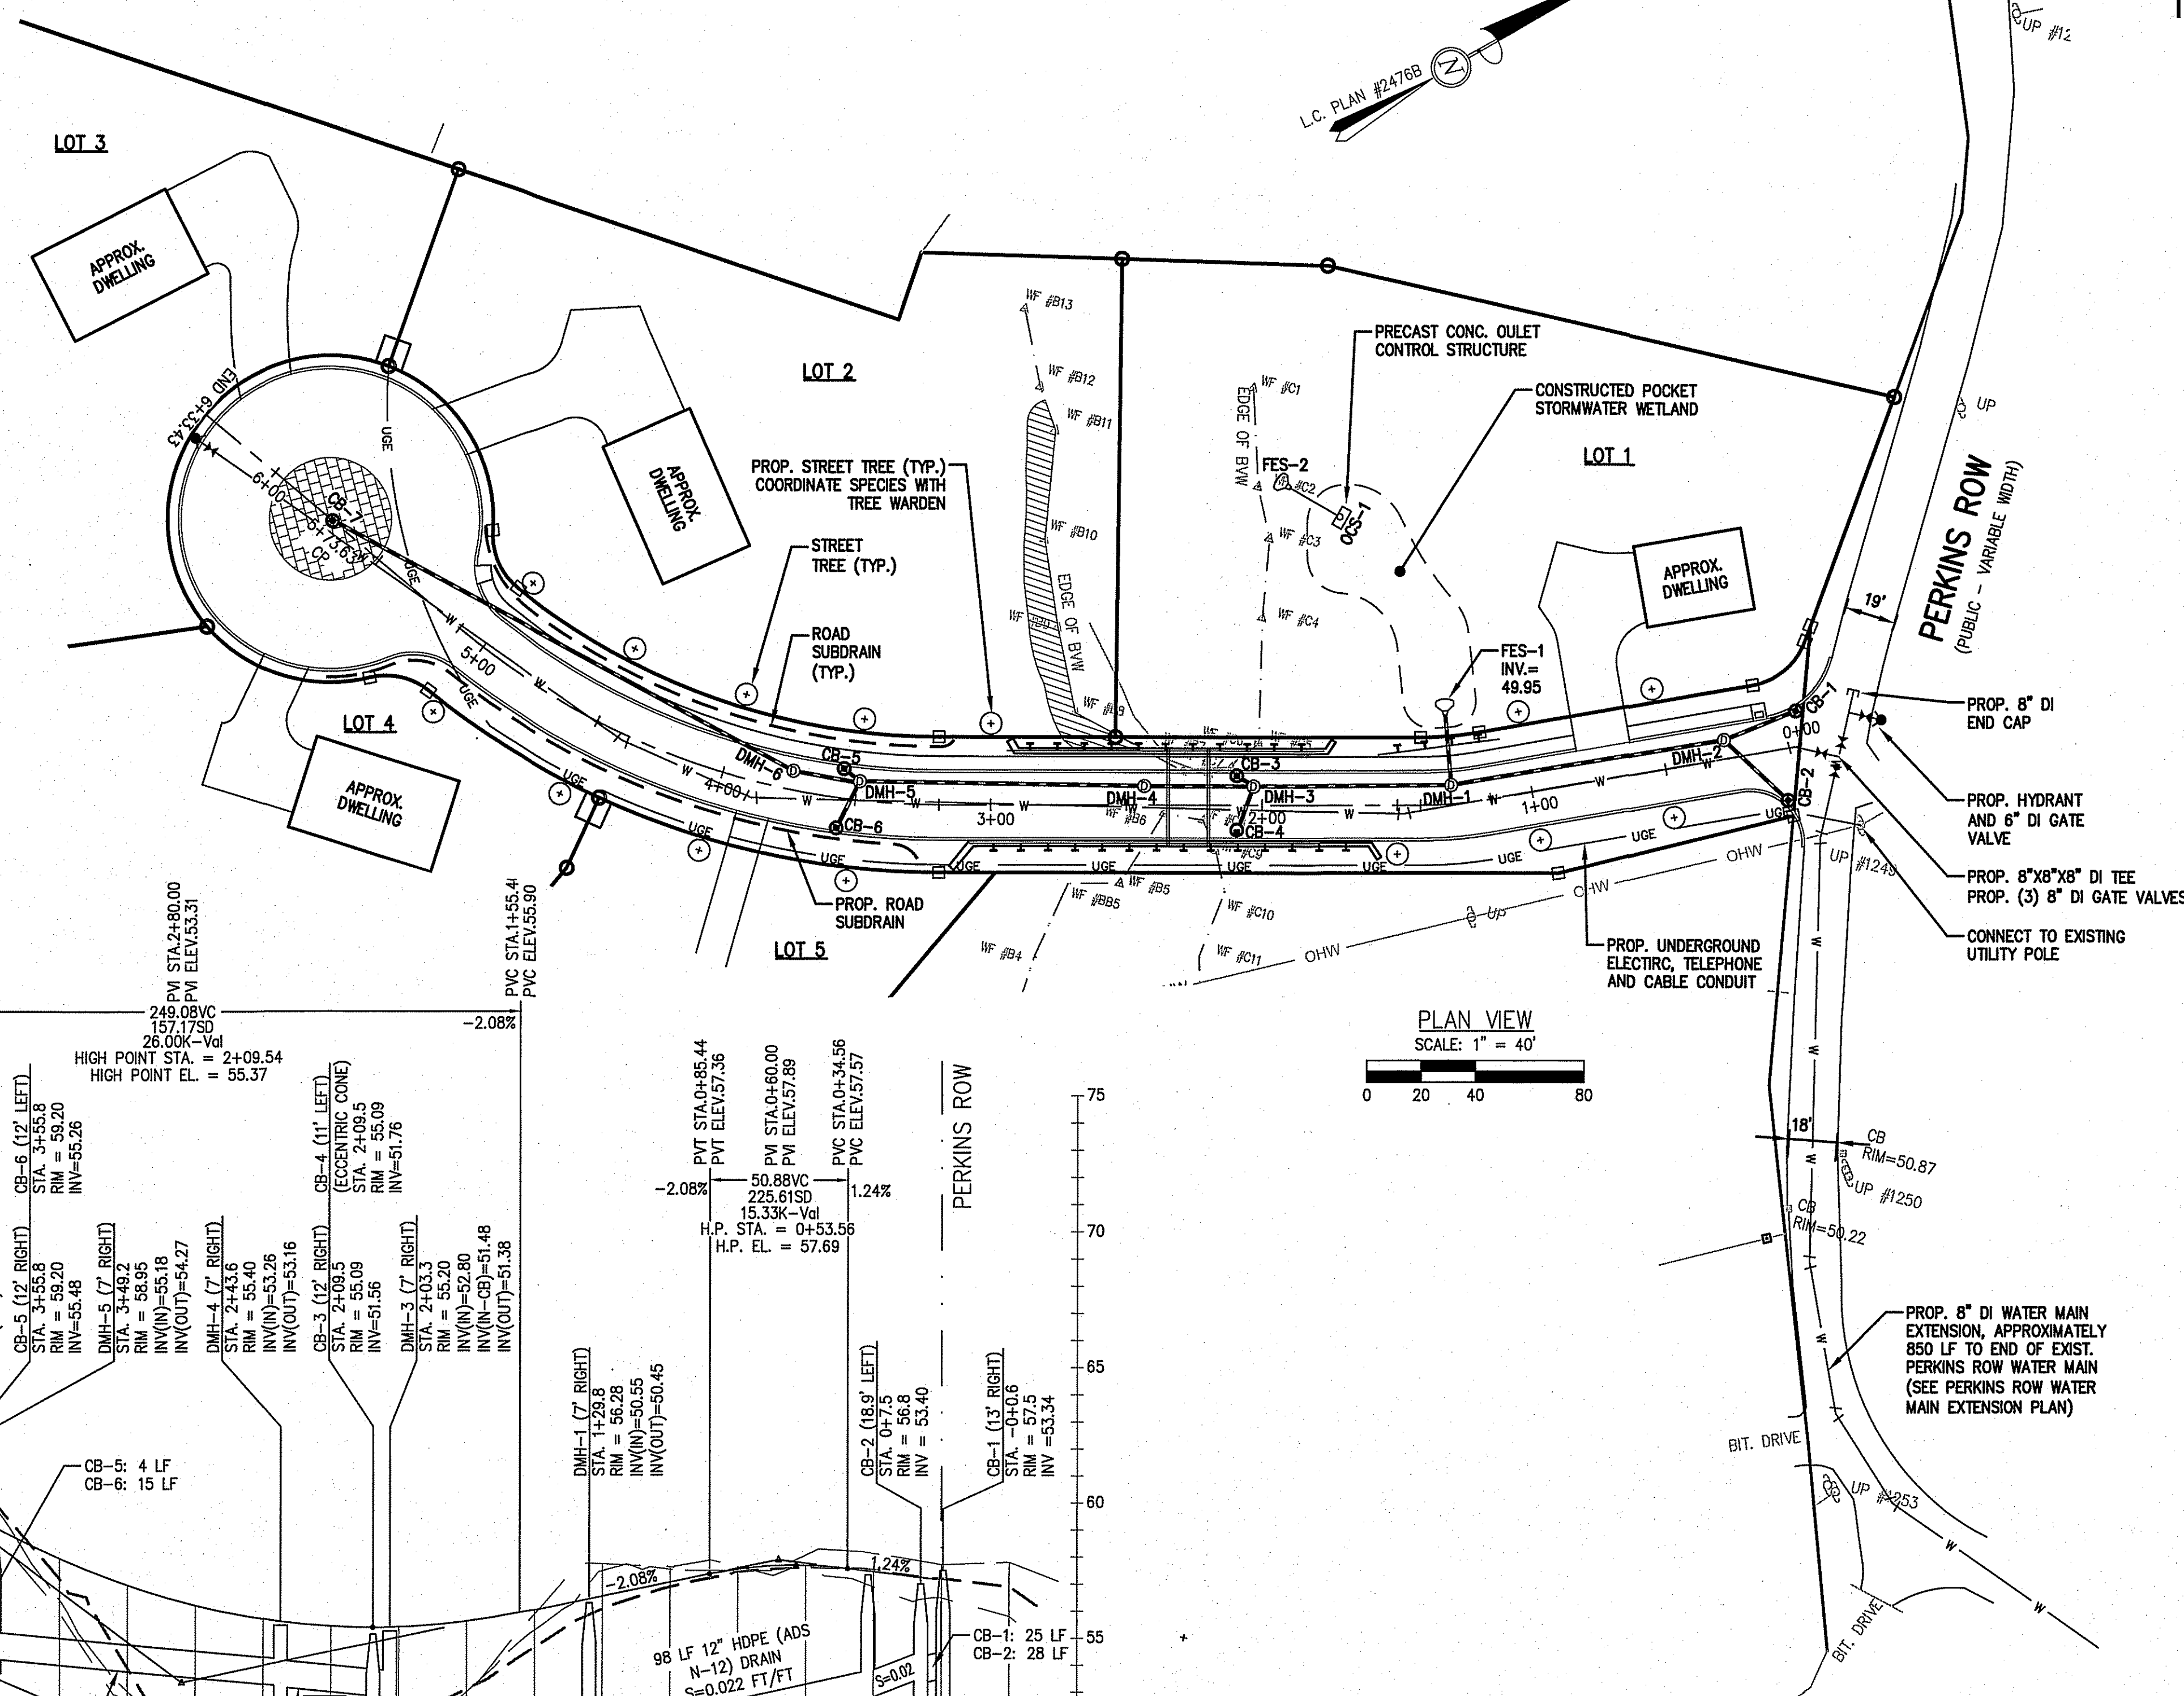 UP #12
L.C. PLAN #2476B
N
LOT 3
APPROX.
DWELLING
WF #B13
LOT 2
WF #B12
WF #B11
PRECAST CONC. OULET
CONTROL STRUCTURE
WF #C1
EDGE OF BVW
CONSTRUCTED POCKET
STORMWATER WETLAND
UP
LOT 1
END 6+33.43
UGE
6+00
CB-7
5+73.63
CP
APPROX.
DWELLING
PROP. STREET TREE (TYP.)
COORDINATE SPECIES WITH
TREE WARDEN
FES-2
#C2
OCS-1
WF #B10
WF #C3
STREET
TREE (TYP.)
EDGE OF BVW
WF #C4
APPROX.
DWELLING
PERKINS ROW
(PUBLIC - VARIABLE WIDTH)
19'
ROAD
SUBDRAIN
(TYP.)
FES-1
INV.=
49.95
UGE
W
5+00
W
UGE
LOT 4
APPROX.
DWELLING
PROP. 8" DI
END CAP
CB-1
0+00
DMH-2
CB-2
DMH-6
CB-5
DMH-5
DMH-4
CB-3
DMH-3
DMH-1
4+00
3+00
2+00
1+00
W
W
W
W
W
W
W
WF #B6
CB-6
CB-4
#C9
UGE
UGE
UGE
UGE
UGE
UGE
UGE
UGE
UGE
UGE
PROP. HYDRANT
AND 6" DI GATE
VALVE
UP #1249
OHW
OHW
UP
OHW
PROP. 8"X8"X8" DI TEE
PROP. (3) 8" DI GATE VALVES
CONNECT TO EXISTING
UTILITY POLE
PROP. ROAD
SUBDRAIN
LOT 5
WF #BB5
WF #B5
WF #B4
WF #C10
WF #C11
PROP. UNDERGROUND
ELECTIRC, TELEPHONE
AND CABLE CONDUIT
PLAN VIEW
SCALE: 1" = 40'
0 20 40 80
W
W
W
18'
CB
RIM=50.87
UP #1250
CB
RIM=50.22
PROP. 8" DI WATER MAIN
EXTENSION, APPROXIMATELY
850 LF TO END OF EXIST.
PERKINS ROW WATER MAIN
(SEE PERKINS ROW WATER
MAIN EXTENSION PLAN)
W
BIT. DRIVE
UP #1253
W
W
BIT. DRIVE
PVI STA.2+80.00
PVI ELEV.53.31
PVC STA.1+55.4
PVC ELEV.55.90
249.08VC
157.17SD
26.00K-Val
HIGH POINT STA. = 2+09.54
HIGH POINT EL. = 55.37
-2.08%
CB-6 (12' LEFT)
STA. 3+55.8
RIM = 59.20
INV=55.26
CB-5 (12' RIGHT)
STA. 3+55.8
RIM = 59.20
INV=55.48
DMH-5 (7' RIGHT)
STA. 3+49.2
RIM = 58.95
INV(IN)=55.18
INV(OUT)=54.27
DMH-4 (7' RIGHT)
STA. 2+43.6
RIM = 55.40
INV(IN)=53.26
INV(OUT)=53.16
CB-4 (11' LEFT)
(ECCENTRIC CONE)
STA. 2+09.5
RIM = 55.09
INV=51.76
CB-3 (12' RIGHT)
STA. 2+09.5
RIM = 55.09
INV=51.56
DMH-3 (7' RIGHT)
STA. 2+03.3
RIM = 55.20
INV(IN)=52.80
INV(IN-CB)=51.48
INV(OUT)=51.38
PVT STA.0+85.44
PVT ELEV.57.36
PVI STA.0+60.00
PVI ELEV.57.89
PVC STA.0+34.56
PVC ELEV.57.57
PERKINS ROW
-2.08%
50.88VC
225.61SD
15.33K-Val
H.P. STA. = 0+53.56
H.P. EL. = 57.69
1.24%
DMH-1 (7' RIGHT)
STA. 1+29.8
RIM = 56.28
INV(IN)=50.55
INV(OUT)=50.45
CB-2 (18.9' LEFT)
STA. 0+7.5
RIM = 56.8
INV = 53.40
CB-1 (13' RIGHT)
STA. -0+0.6
RIM = 57.5
INV =53.34
75
70
65
60
55
CB-5: 4 LF
CB-6: 15 LF
-2.08%
1.24%
98 LF 12" HDPE (ADS
N-12) DRAIN
S=0.022 FT/FT
S=0.02
CB-1: 25 LF
CB-2: 28 LF